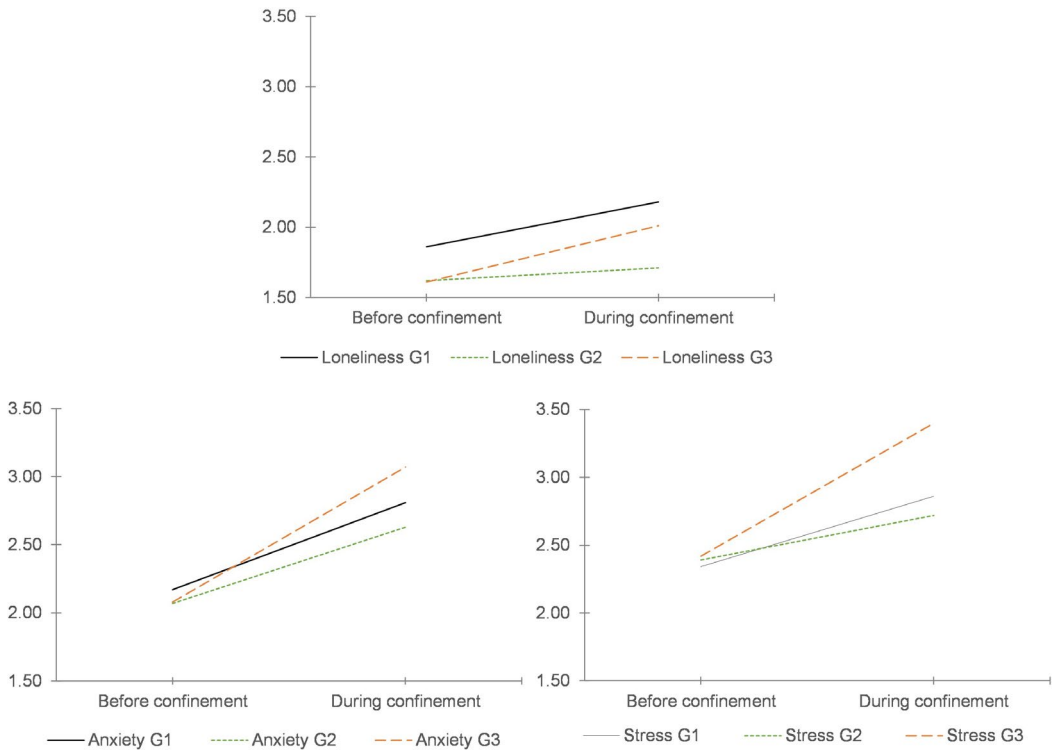 3.50
3.00
2.50
2.00
1.50
Before confinement During confinement
Loneliness G1 Loneliness G2 Loneliness G3
3.50
3.00
2.50
2.00
1.50
Before confinement During confinement
Anxiety G1 Anxiety G2 Anxiety G3
3.50
3.00
2.50
2.00
1.50
Before confinement During confinement
Stress G1 Stress G2 Stress G3